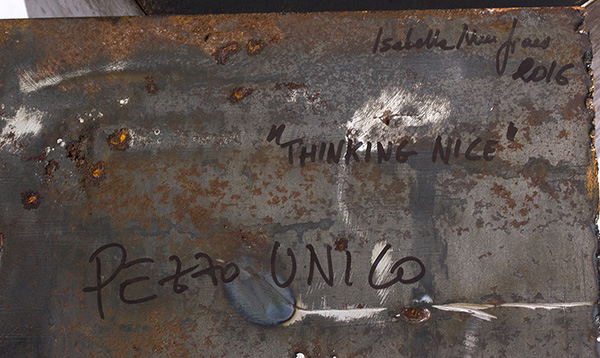 Isabella
2016
"THINKING NICE"
PEZZO UNICO